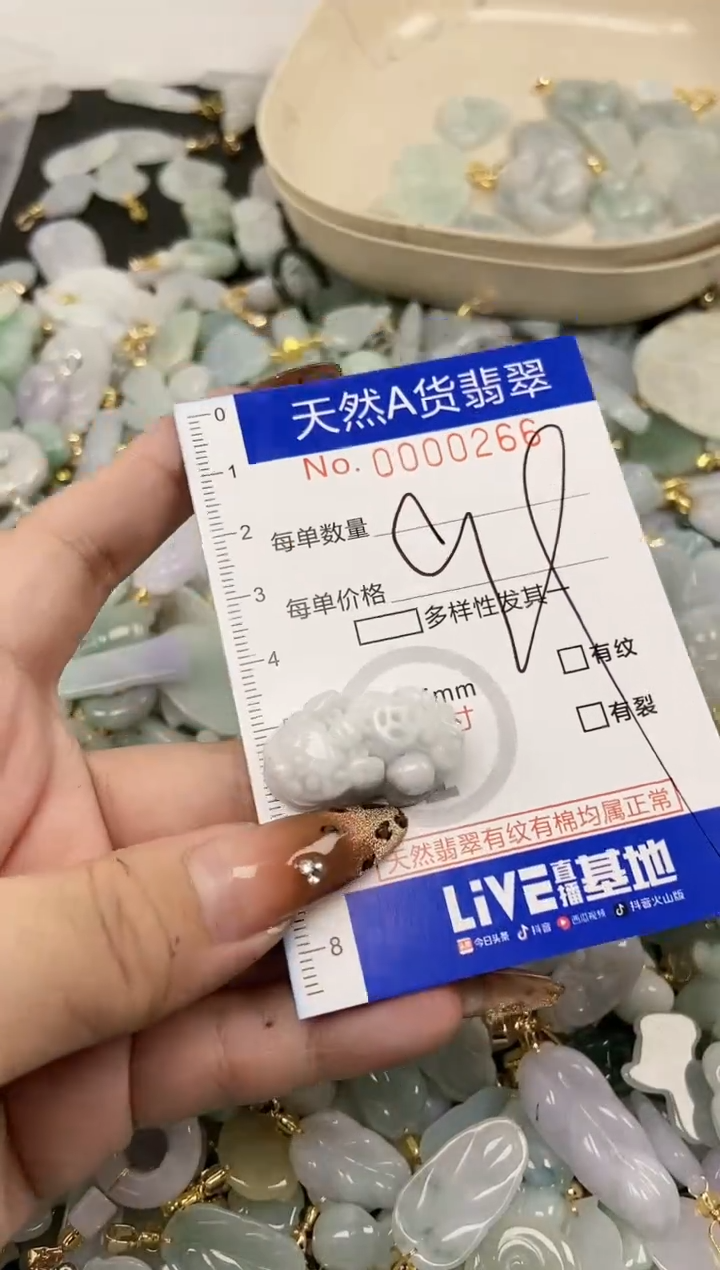 天然A货翡翠
No. 0000266
0
1
2
3
4
8
每单数量
每单价格
多样性发其一
有纹
mm
寸
有裂
天然翡翠有纹有棉均属正常
LiVE直播基地
今日头条 抖音 西瓜视频 抖音火山版